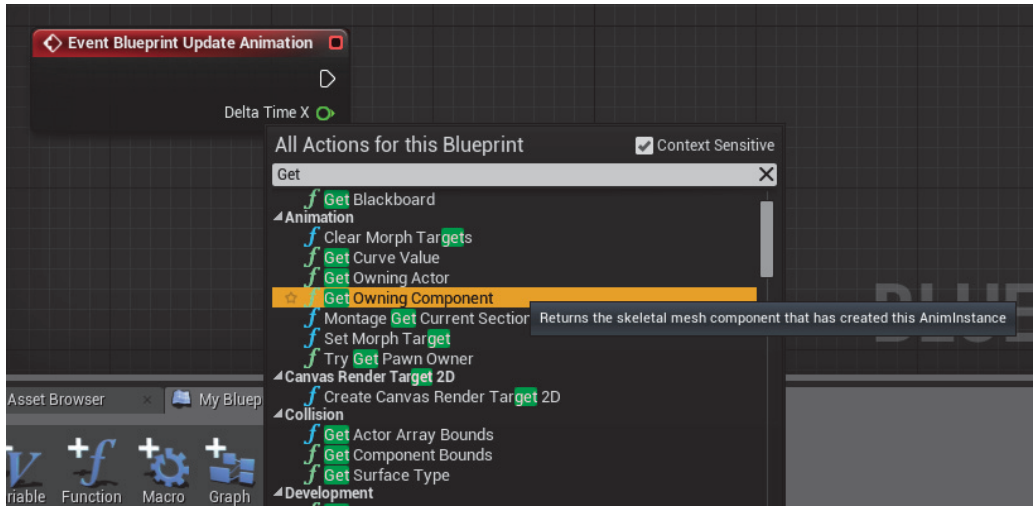 Event Blueprint Update Animation
Delta Time X
All Actions for this Blueprint
Context Sensitive
Get
Get Blackboard
Animation
Clear Morph Targets
Get Curve Value
Get Owning Actor
Get Owning Component
Montage Get Current Section
Returns the skeletal mesh component that has created this AnimInstance
Set Morph Target
Try Get Pawn Owner
Canvas Render Target 2D
Create Canvas Render Target 2D
Collision
Get Actor Array Bounds
Get Component Bounds
Get Surface Type
Development
Asset Browser
My Bluep
riable
Function
Macro
Graph
BLUE